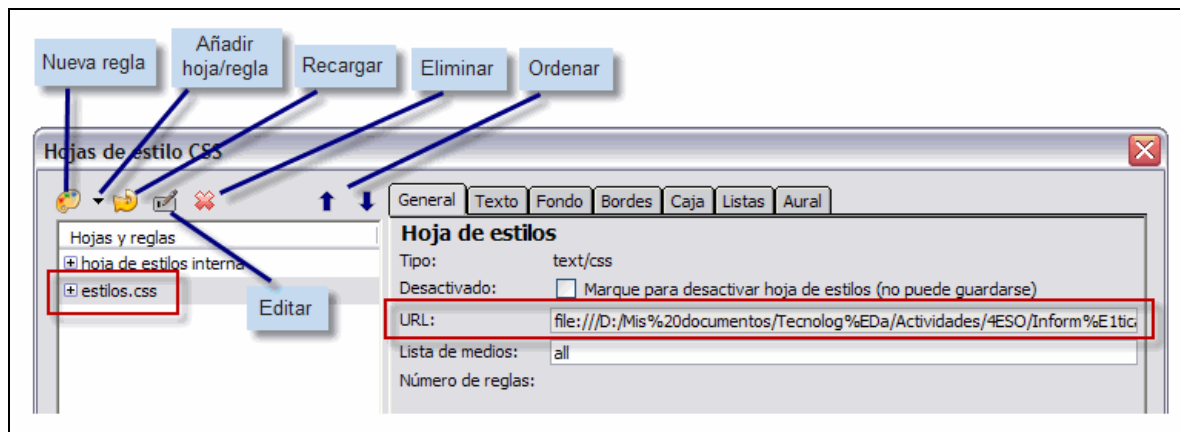 Nueva regla
Añadir
hoja/regla
Recargar
Eliminar
Ordenar
Hojas de estilo CSS
General Texto Fondo Bordes Caja Listas Aural
Hojas y reglas
hoja de estilos interna
estilos.css
Editar
Hoja de estilos
Tipo: text/css
Desactivado: Marque para desactivar hoja de estilos (no puede guardarse)
URL: file:///D:/Mis%20documentos/Tecnolog%EDa/Actividades/4ESO/Inform%E1tica
Lista de medios: all
Número de reglas: